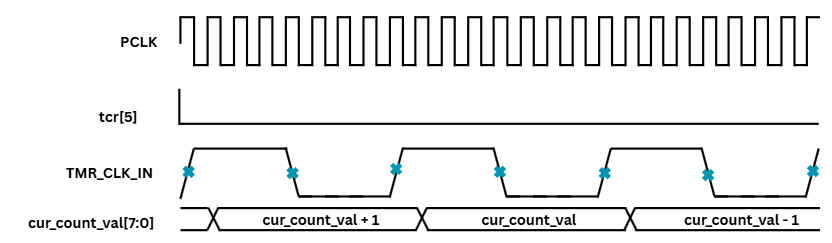 PCLK
tcr[5]
TMR_CLK_IN
cur_count_val[7:0] cur_count_val + 1 cur_count_val cur_count_val - 1